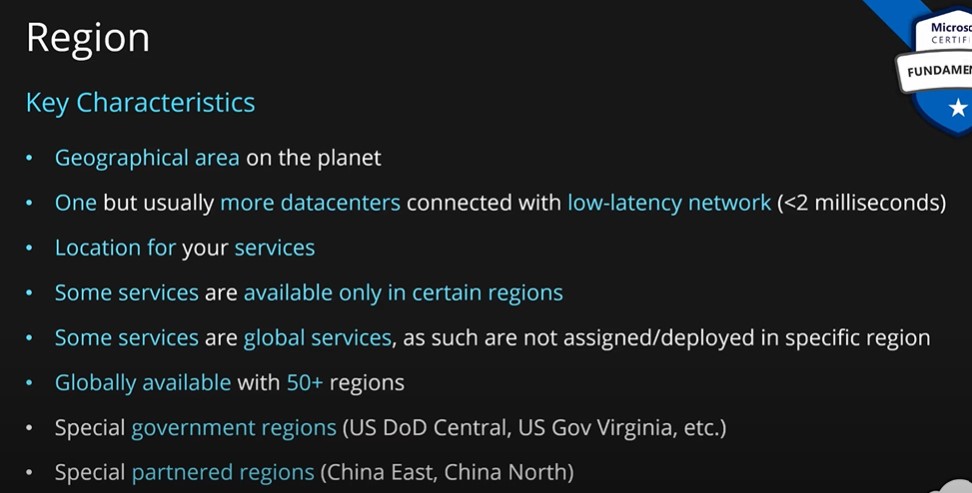 Region
Microso
CERTIFI
FUNDAMEN
Key Characteristics
• Geographical area on the planet
• One but usually more datacenters connected with low-latency network (<2 milliseconds)
• Location for your services
• Some services are available only in certain regions
• Some services are global services, as such are not assigned/deployed in specific region
• Globally available with 50+ regions
• Special government regions (US DoD Central, US Gov Virginia, etc.)
• Special partnered regions (China East, China North)